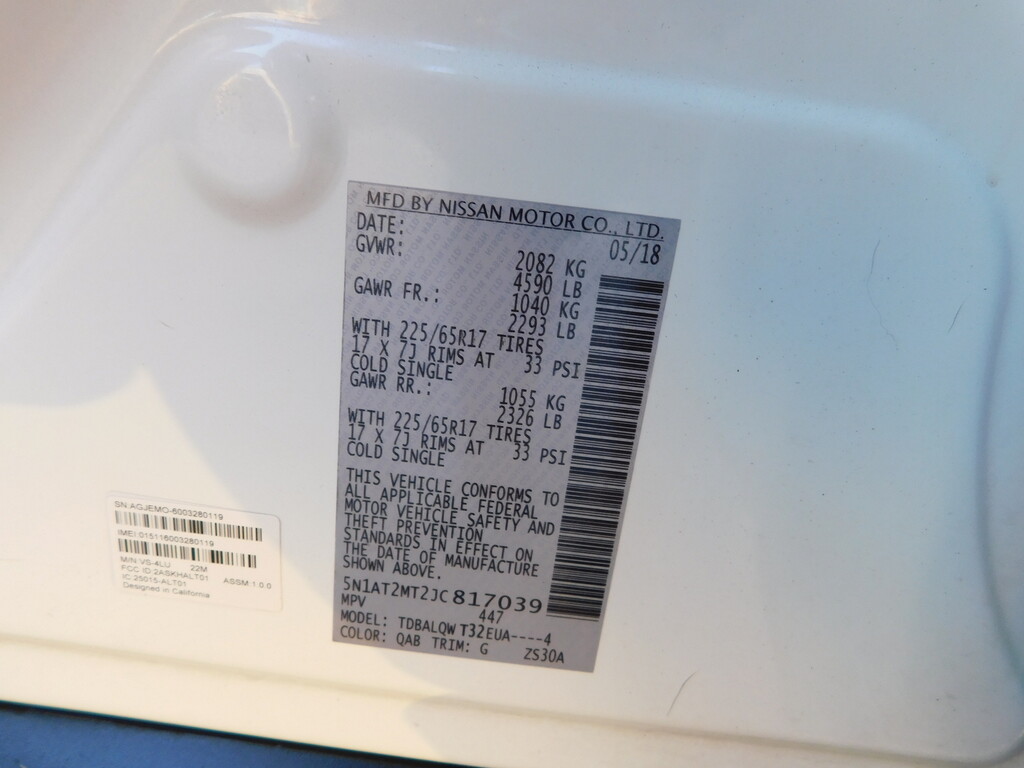 MFD BY NISSAN MOTOR CO., LTD.
DATE: 05/18
GVWR: 2082 KG
4590 LB
GAWR FR.: 1040 KG
2293 LB
WITH 225/65R17 TIRES
17 X 7J RIMS AT 33 PSI
COLD SINGLE
GAWR RR.: 1055 KG
2326 LB
WITH 225/65R17 TIRES
17 X 7J RIMS AT 33 PSI
COLD SINGLE
THIS VEHICLE CONFORMS TO
ALL APPLICABLE FEDERAL
MOTOR VEHICLE SAFETY AND
THEFT PREVENTION
STANDARDS IN EFFECT ON
THE DATE OF MANUFACTURE
SHOWN ABOVE.
5N1AT2MT2JC817039
MPV 447
MODEL: TDBALQW T32EUA----4
COLOR: QAB TRIM: G ZS30A
SN:AGJEMO-6003280119
IMEI:015116003280119
M/N:VS-4LU 22M
FCC ID:2ASKHALT01 ASSM:1.0.0
IC:25015-ALT01
Designed in California